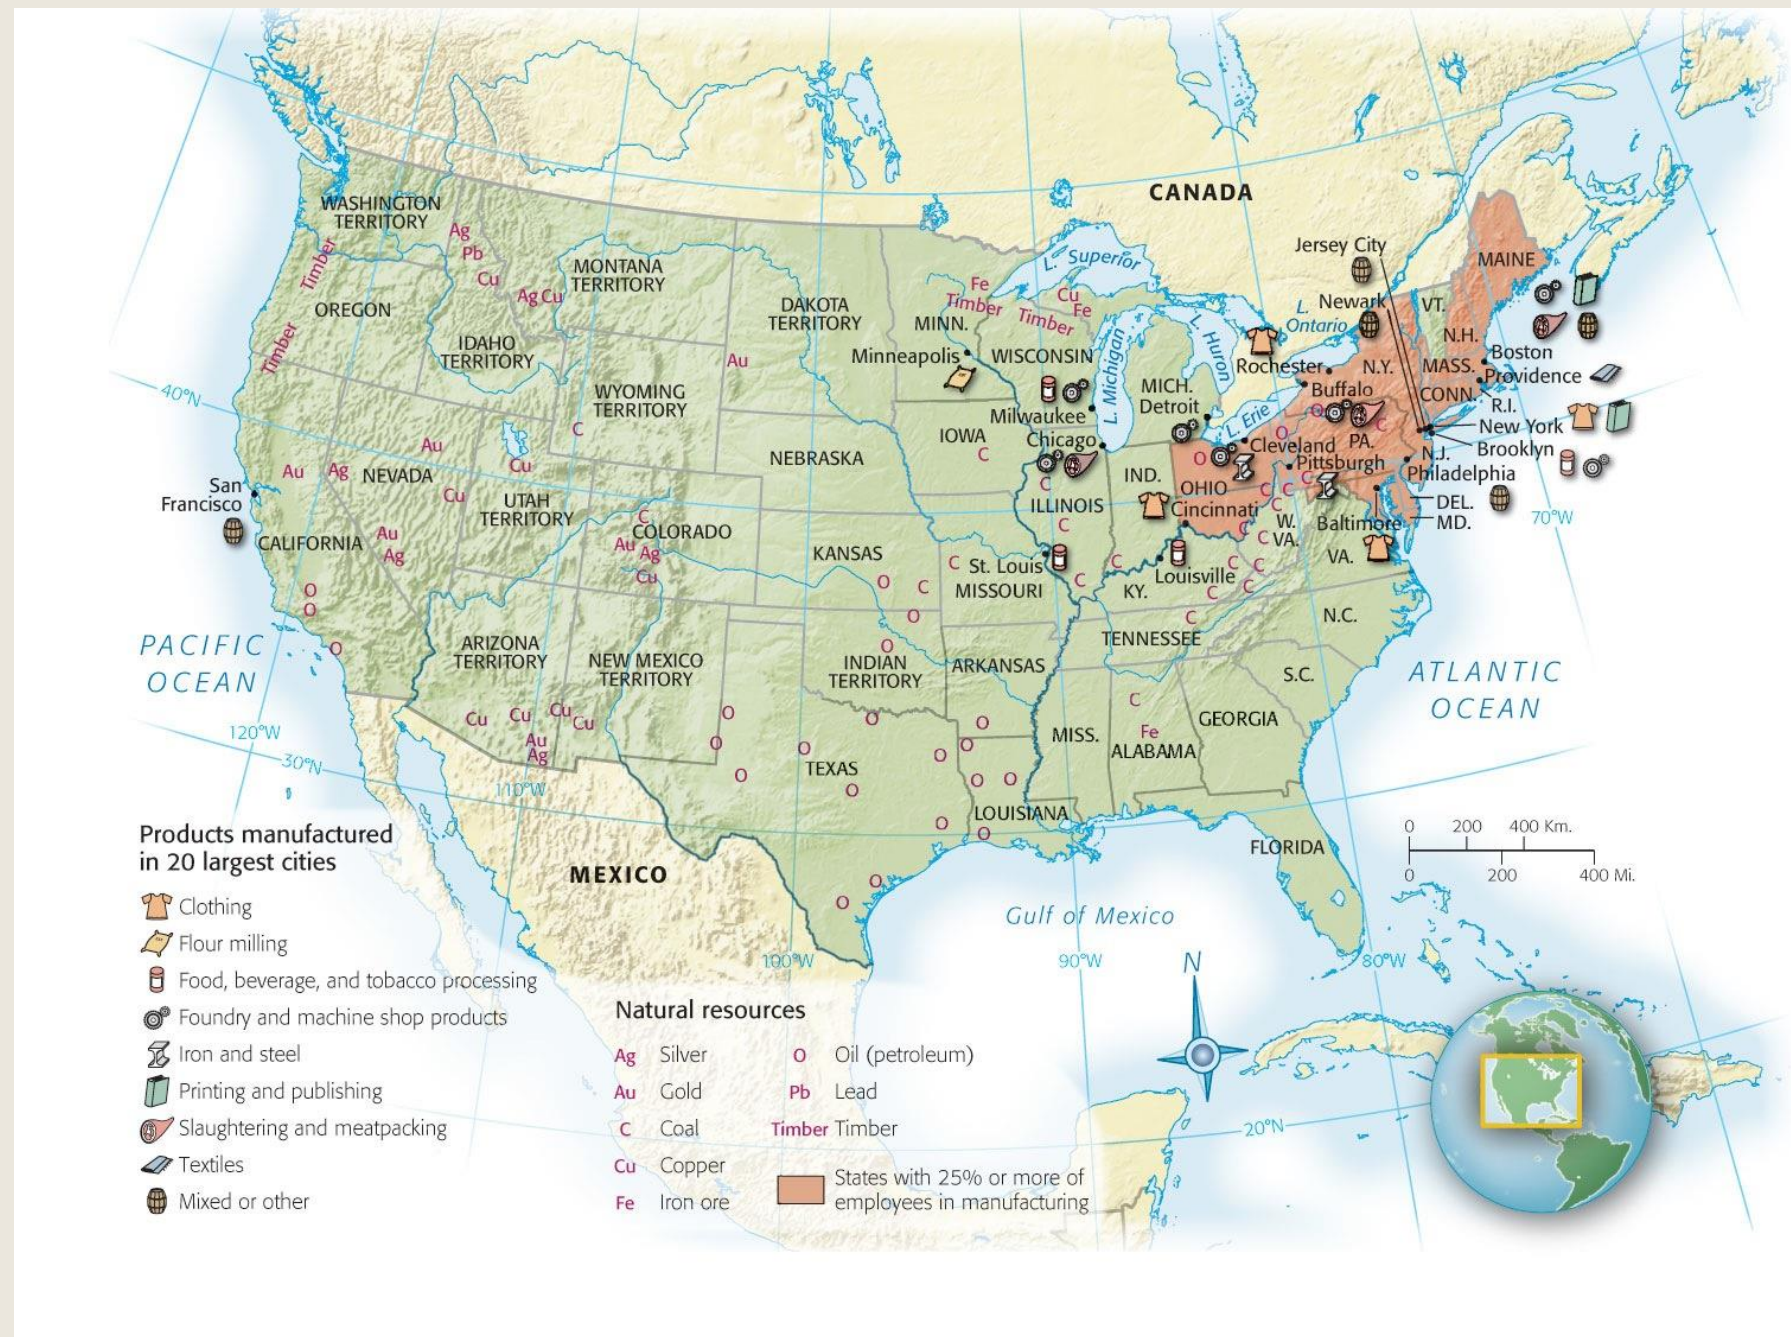 CANADA
WASHINGTON
TERRITORY
Ag
Pb
Cu
Timber
Ag Cu
MONTANA
TERRITORY
OREGON
Timber
IDAHO
TERRITORY
DAKOTA
TERRITORY
Au
WYOMING
TERRITORY
Fe
Timber
MINN.
Minneapolis
L. Superior
Cu
Fe
Timber
WISCONSIN
Milwaukee
L. Michigan
L. Huron
MICH.
Detroit
L. Erie
L.
Ontario
Jersey City
Newark
Rochester
Buffalo
N.Y.
MAINE
VT.
N.H.
MASS.
CONN.
Boston
Providence
R.I.
New York
Brooklyn
N.J.
Philadelphia
DEL.
MD.
70°W
O
O
C
PA.
Cleveland
Pittsburgh
O
OHIO
Cincinnati
C
C
C
C
C
C
W.
VA.
Baltimore
VA.
40°N
C
Au
Cu
Au
Ag
NEVADA
Cu
UTAH
TERRITORY
San
Francisco
CALIFORNIA
Au
Ag
O
O
O
C
COLORADO
Au
Ag
Cu
NEBRASKA
KANSAS
O
C
O
O
IOWA
C
Chicago
C
ILLINOIS
C
IND.
C
St. Louis
MISSOURI
C
C
Louisville
KY.
C
C
C
C
C
TENNESSEE
N.C.
S.C.
PACIFIC
OCEAN
ARIZONA
TERRITORY
NEW MEXICO
TERRITORY
INDIAN
TERRITORY
ARKANSAS
ATLANTIC
OCEAN
Cu
Cu
Cu
Cu
Au
Ag
O
O
O
O
O
TEXAS
O
O
O
O
O
O
O
O
LOUISIANA
O
O
MISS.
C
Fe
ALABAMA
GEORGIA
FLORIDA
120°W
30°N
110°W
MEXICO
100°W
90°W
80°W
20°N
Gulf of Mexico
N
0 200 400 Km.
0 200 400 Mi.
Products manufactured
in 20 largest cities
Clothing
Flour milling
Food, beverage, and tobacco processing
Foundry and machine shop products
Iron and steel
Printing and publishing
Slaughtering and meatpacking
Textiles
Mixed or other
Natural resources
Ag Silver
Au Gold
C Coal
Cu Copper
Fe Iron ore
O Oil (petroleum)
Pb Lead
Timber Timber
States with 25% or more of
employees in manufacturing